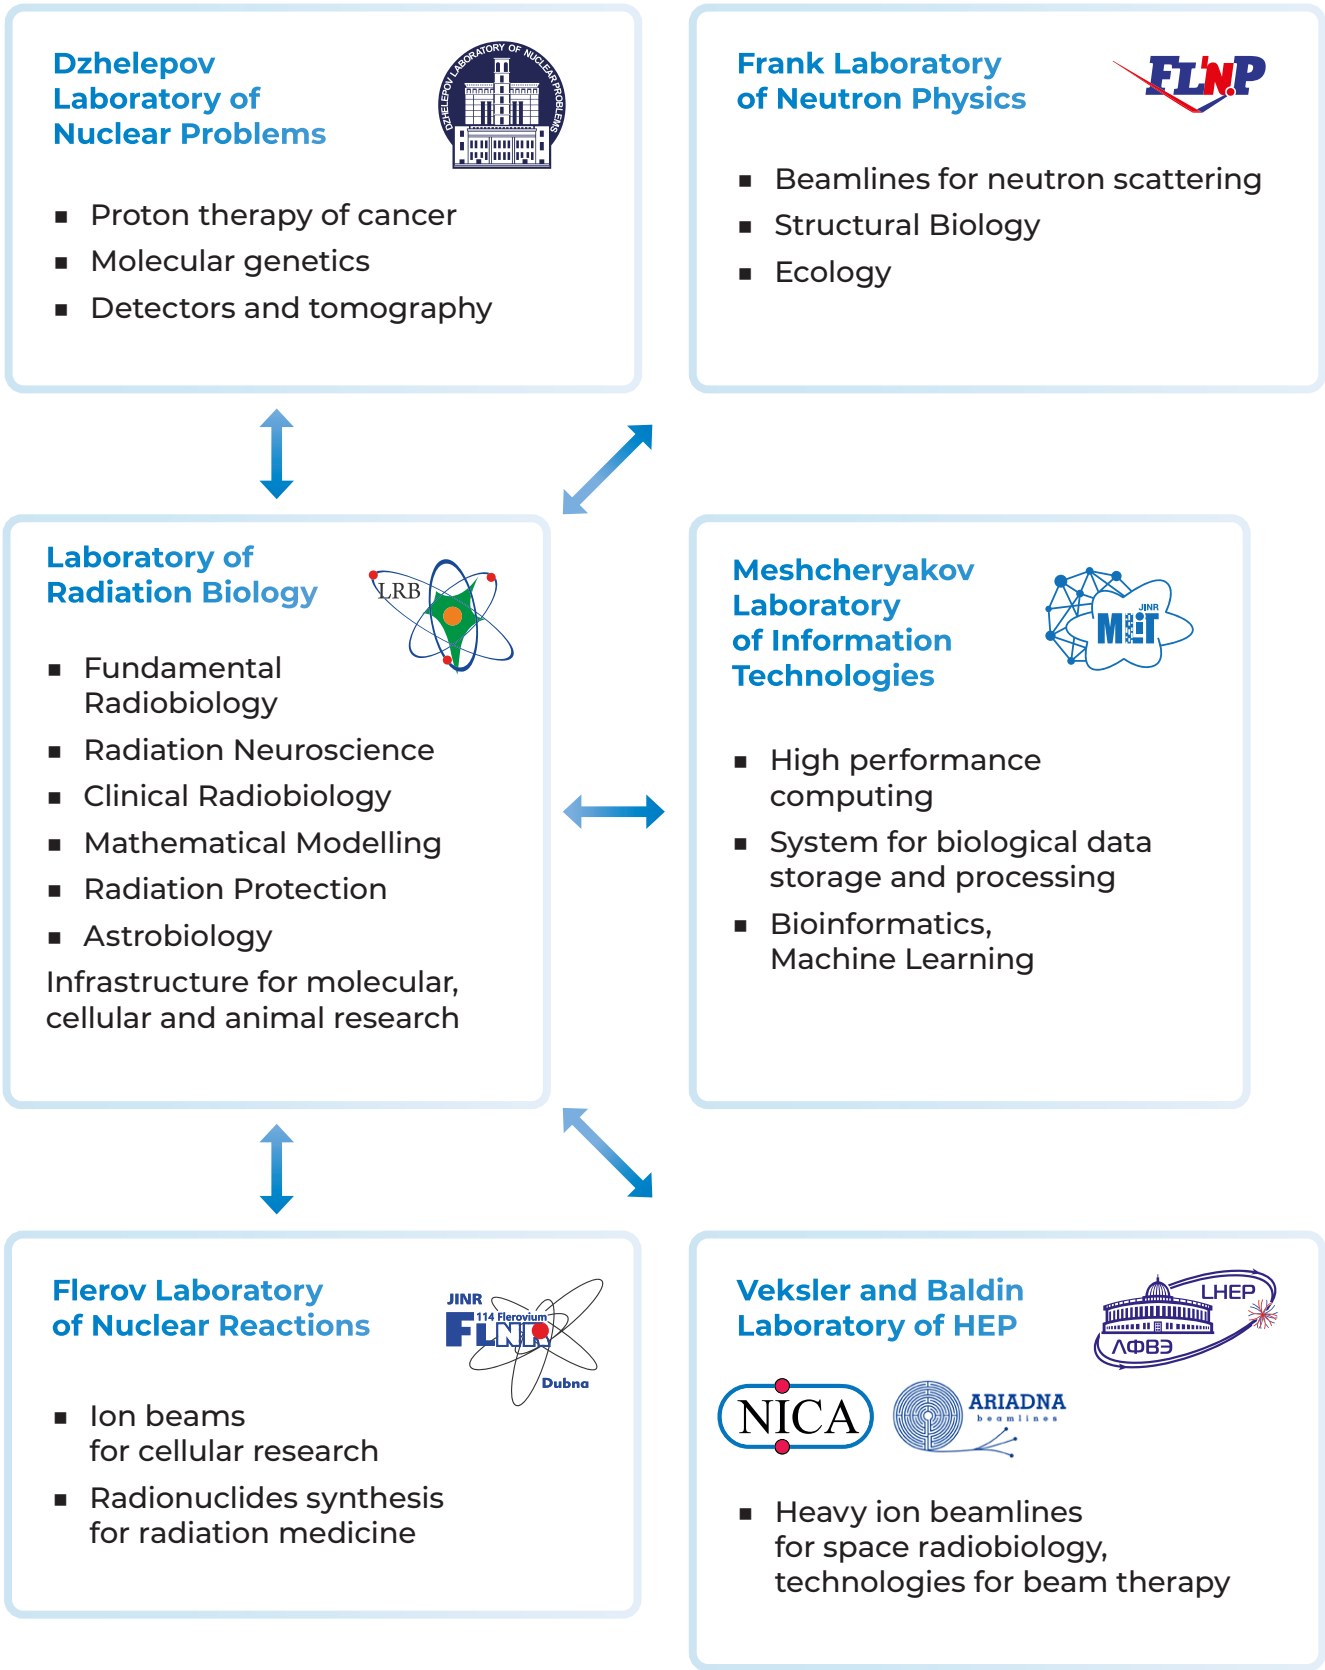 Dzhelepov
Laboratory of
Nuclear Problems
DZHELEPOV LABORATORY OF NUCLEAR PROBLEMS
■ Proton therapy of cancer
■ Molecular genetics
■ Detectors and tomography
Frank Laboratory
of Neutron Physics
FLNP
■ Beamlines for neutron scattering
■ Structural Biology
■ Ecology
Laboratory of
Radiation Biology
LRB
■ Fundamental
Radiobiology
■ Radiation Neuroscience
■ Clinical Radiobiology
■ Mathematical Modelling
■ Radiation Protection
■ Astrobiology
Infrastructure for molecular,
cellular and animal research
Meshcheryakov
Laboratory
of Information
Technologies
JINR
MLIT
■ High performance
computing
■ System for biological data
storage and processing
■ Bioinformatics,
Machine Learning
Flerov Laboratory
of Nuclear Reactions
JINR
114 Flerovium
FLNR
Dubna
■ Ion beams
for cellular research
■ Radionuclides synthesis
for radiation medicine
Veksler and Baldin
Laboratory of HEP
LHEP
ЛФВЭ
NICA
ARIADNA
beamlines
■ Heavy ion beamlines
for space radiobiology,
technologies for beam therapy